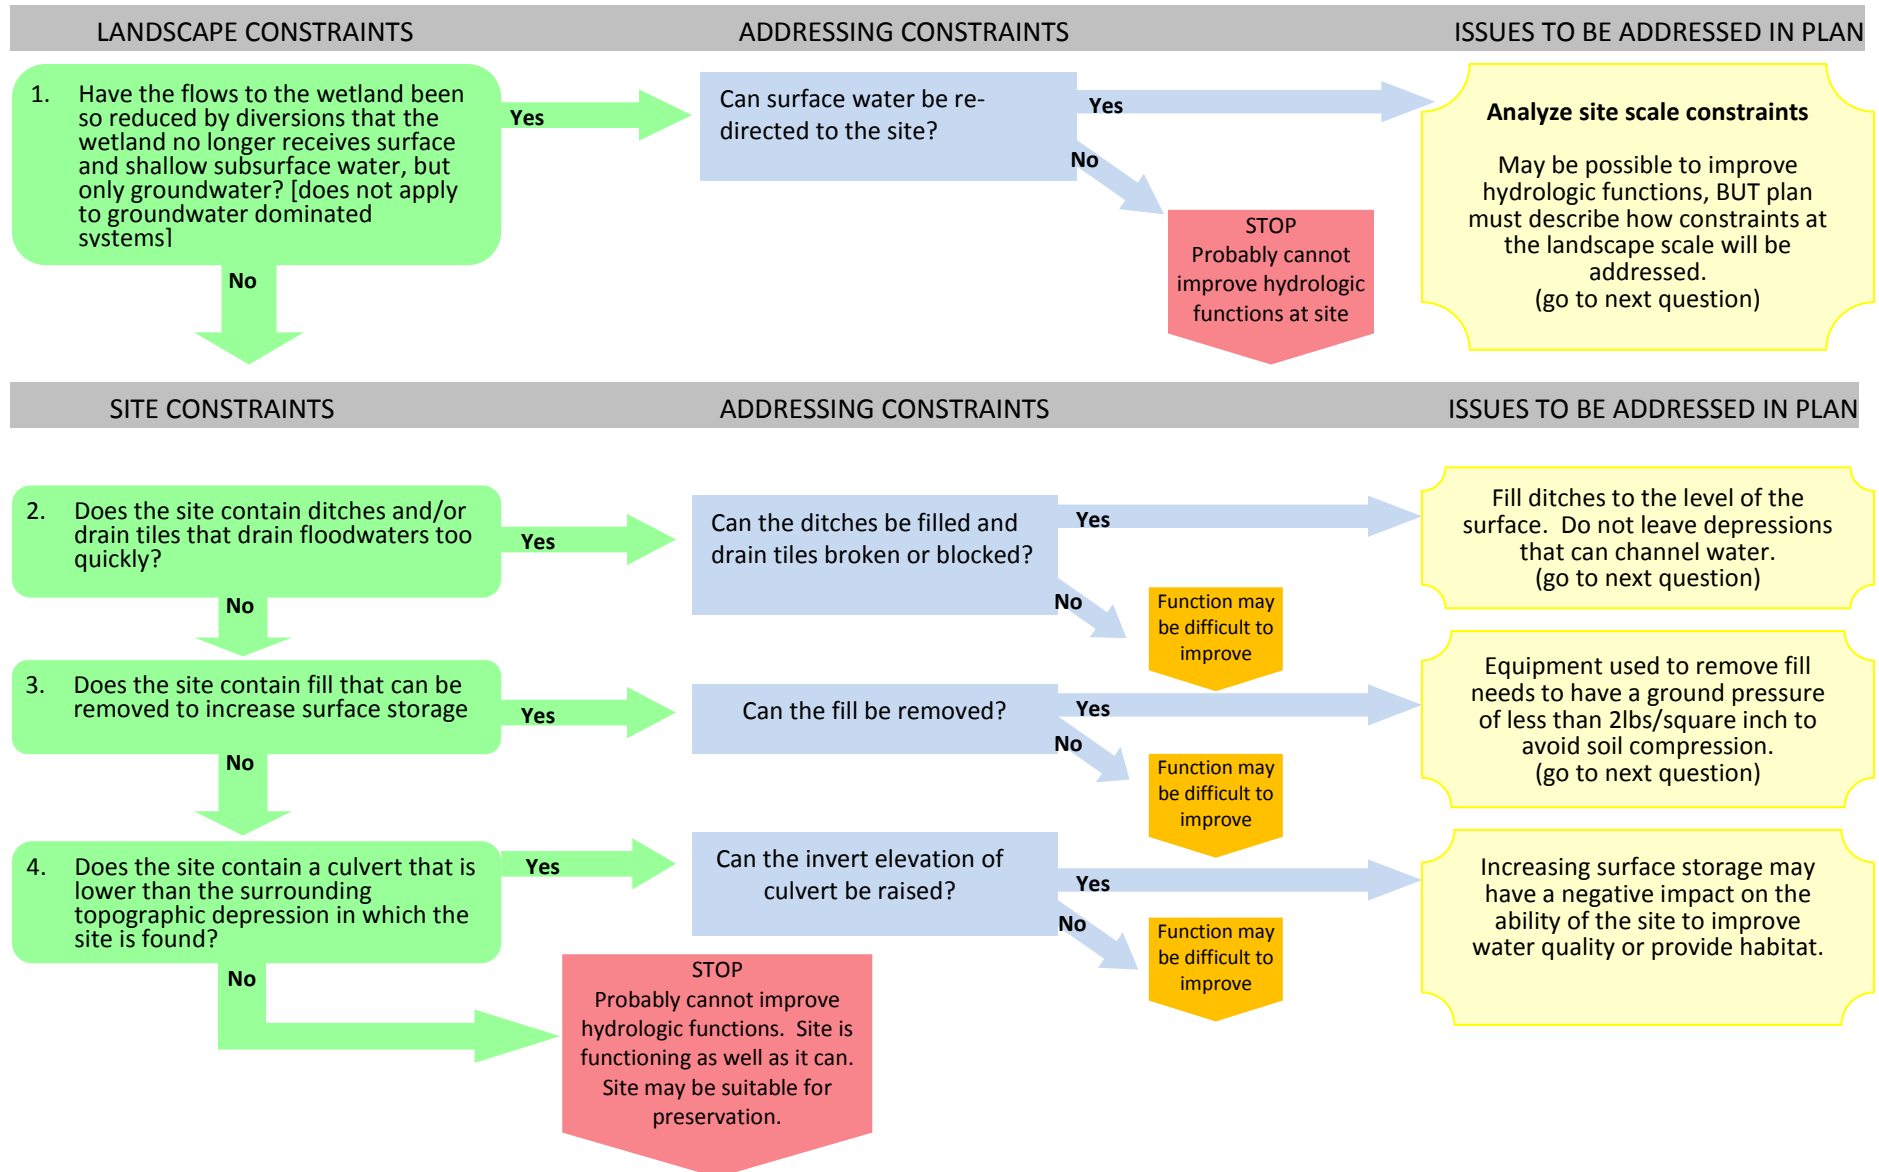 LANDSCAPE CONSTRAINTS
ADDRESSING CONSTRAINTS
ISSUES TO BE ADDRESSED IN PLAN
1. Have the flows to the wetland been
so reduced by diversions that the
wetland no longer receives surface
and shallow subsurface water, but
only groundwater? [does not apply
to groundwater dominated
systems]
Yes
No
Can surface water be re-
directed to the site?
Yes
No
STOP
Probably cannot
improve hydrologic
functions at site
Analyze site scale constraints
May be possible to improve
hydrologic functions, BUT plan
must describe how constraints at
the landscape scale will be
addressed.
(go to next question)
SITE CONSTRAINTS
ADDRESSING CONSTRAINTS
ISSUES TO BE ADDRESSED IN PLAN
2. Does the site contain ditches and/or
drain tiles that drain floodwaters too
quickly?
Yes
No
Can the ditches be filled and
drain tiles broken or blocked?
Yes
No
Function may
be difficult to
improve
Fill ditches to the level of the
surface. Do not leave depressions
that can channel water.
(go to next question)
3. Does the site contain fill that can be
removed to increase surface storage
Yes
No
Can the fill be removed?
Yes
No
Function may
be difficult to
improve
Equipment used to remove fill
needs to have a ground pressure
of less than 2lbs/square inch to
avoid soil compression.
(go to next question)
4. Does the site contain a culvert that is
lower than the surrounding
topographic depression in which the
site is found?
Yes
No
Can the invert elevation of
culvert be raised?
Yes
No
Function may
be difficult to
improve
Increasing surface storage may
have a negative impact on the
ability of the site to improve
water quality or provide habitat.
STOP
Probably cannot improve
hydrologic functions. Site is
functioning as well as it can.
Site may be suitable for
preservation.